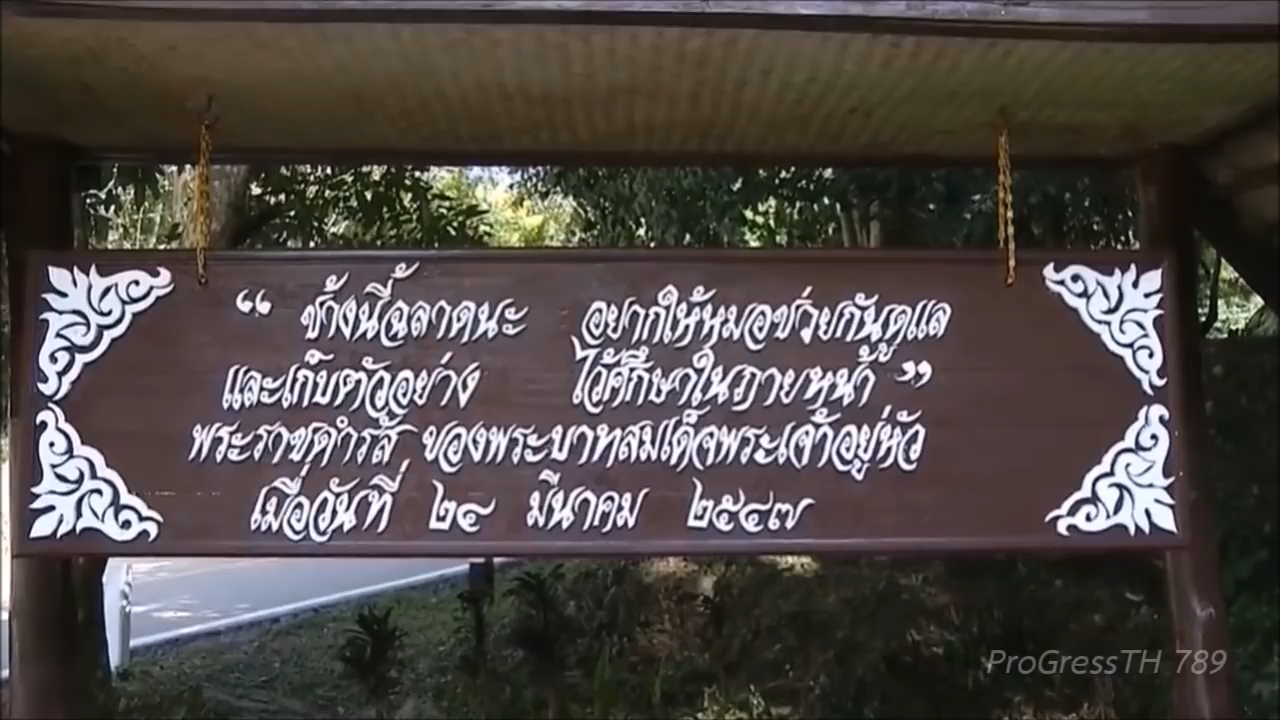 “ ช้างนี้ฉลาดนะ อยากให้หมอช่วยกันดูแล
และเก็บตัวอย่าง ไว้ศึกษาในภายหน้า ”
พระราชดำรัส ของพระบาทสมเด็จพระเจ้าอยู่หัว
เมื่อวันที่ ๒๔ มีนาคม ๒๕๔๗
ProGressTH 789